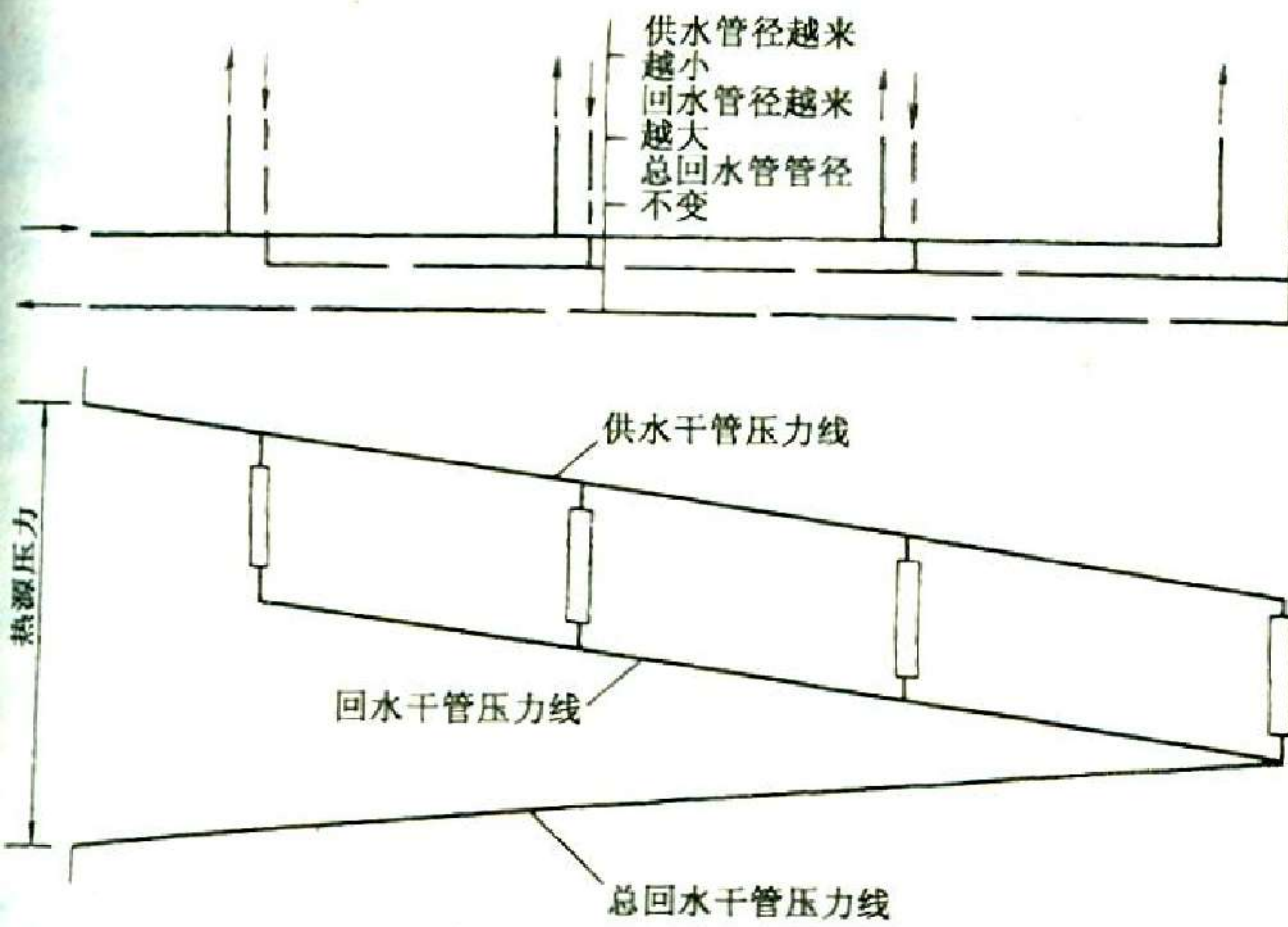 供水管径越来
越小
回水管径越来
越大
总回水管管径
不变
供水干管压力线
热源压力
回水干管压力线
总回水干管压力线